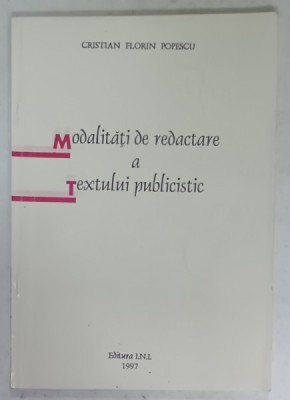 CRISTIAN FLORIN POPESCU
Modalități de redactare
a
Textului publicistic
Editura I.N.I.
1997